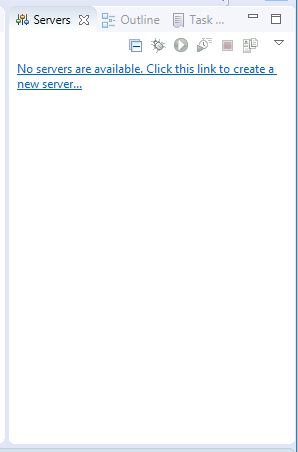 Servers Outline Task ...
No servers are available. Click this link to create a
new server...